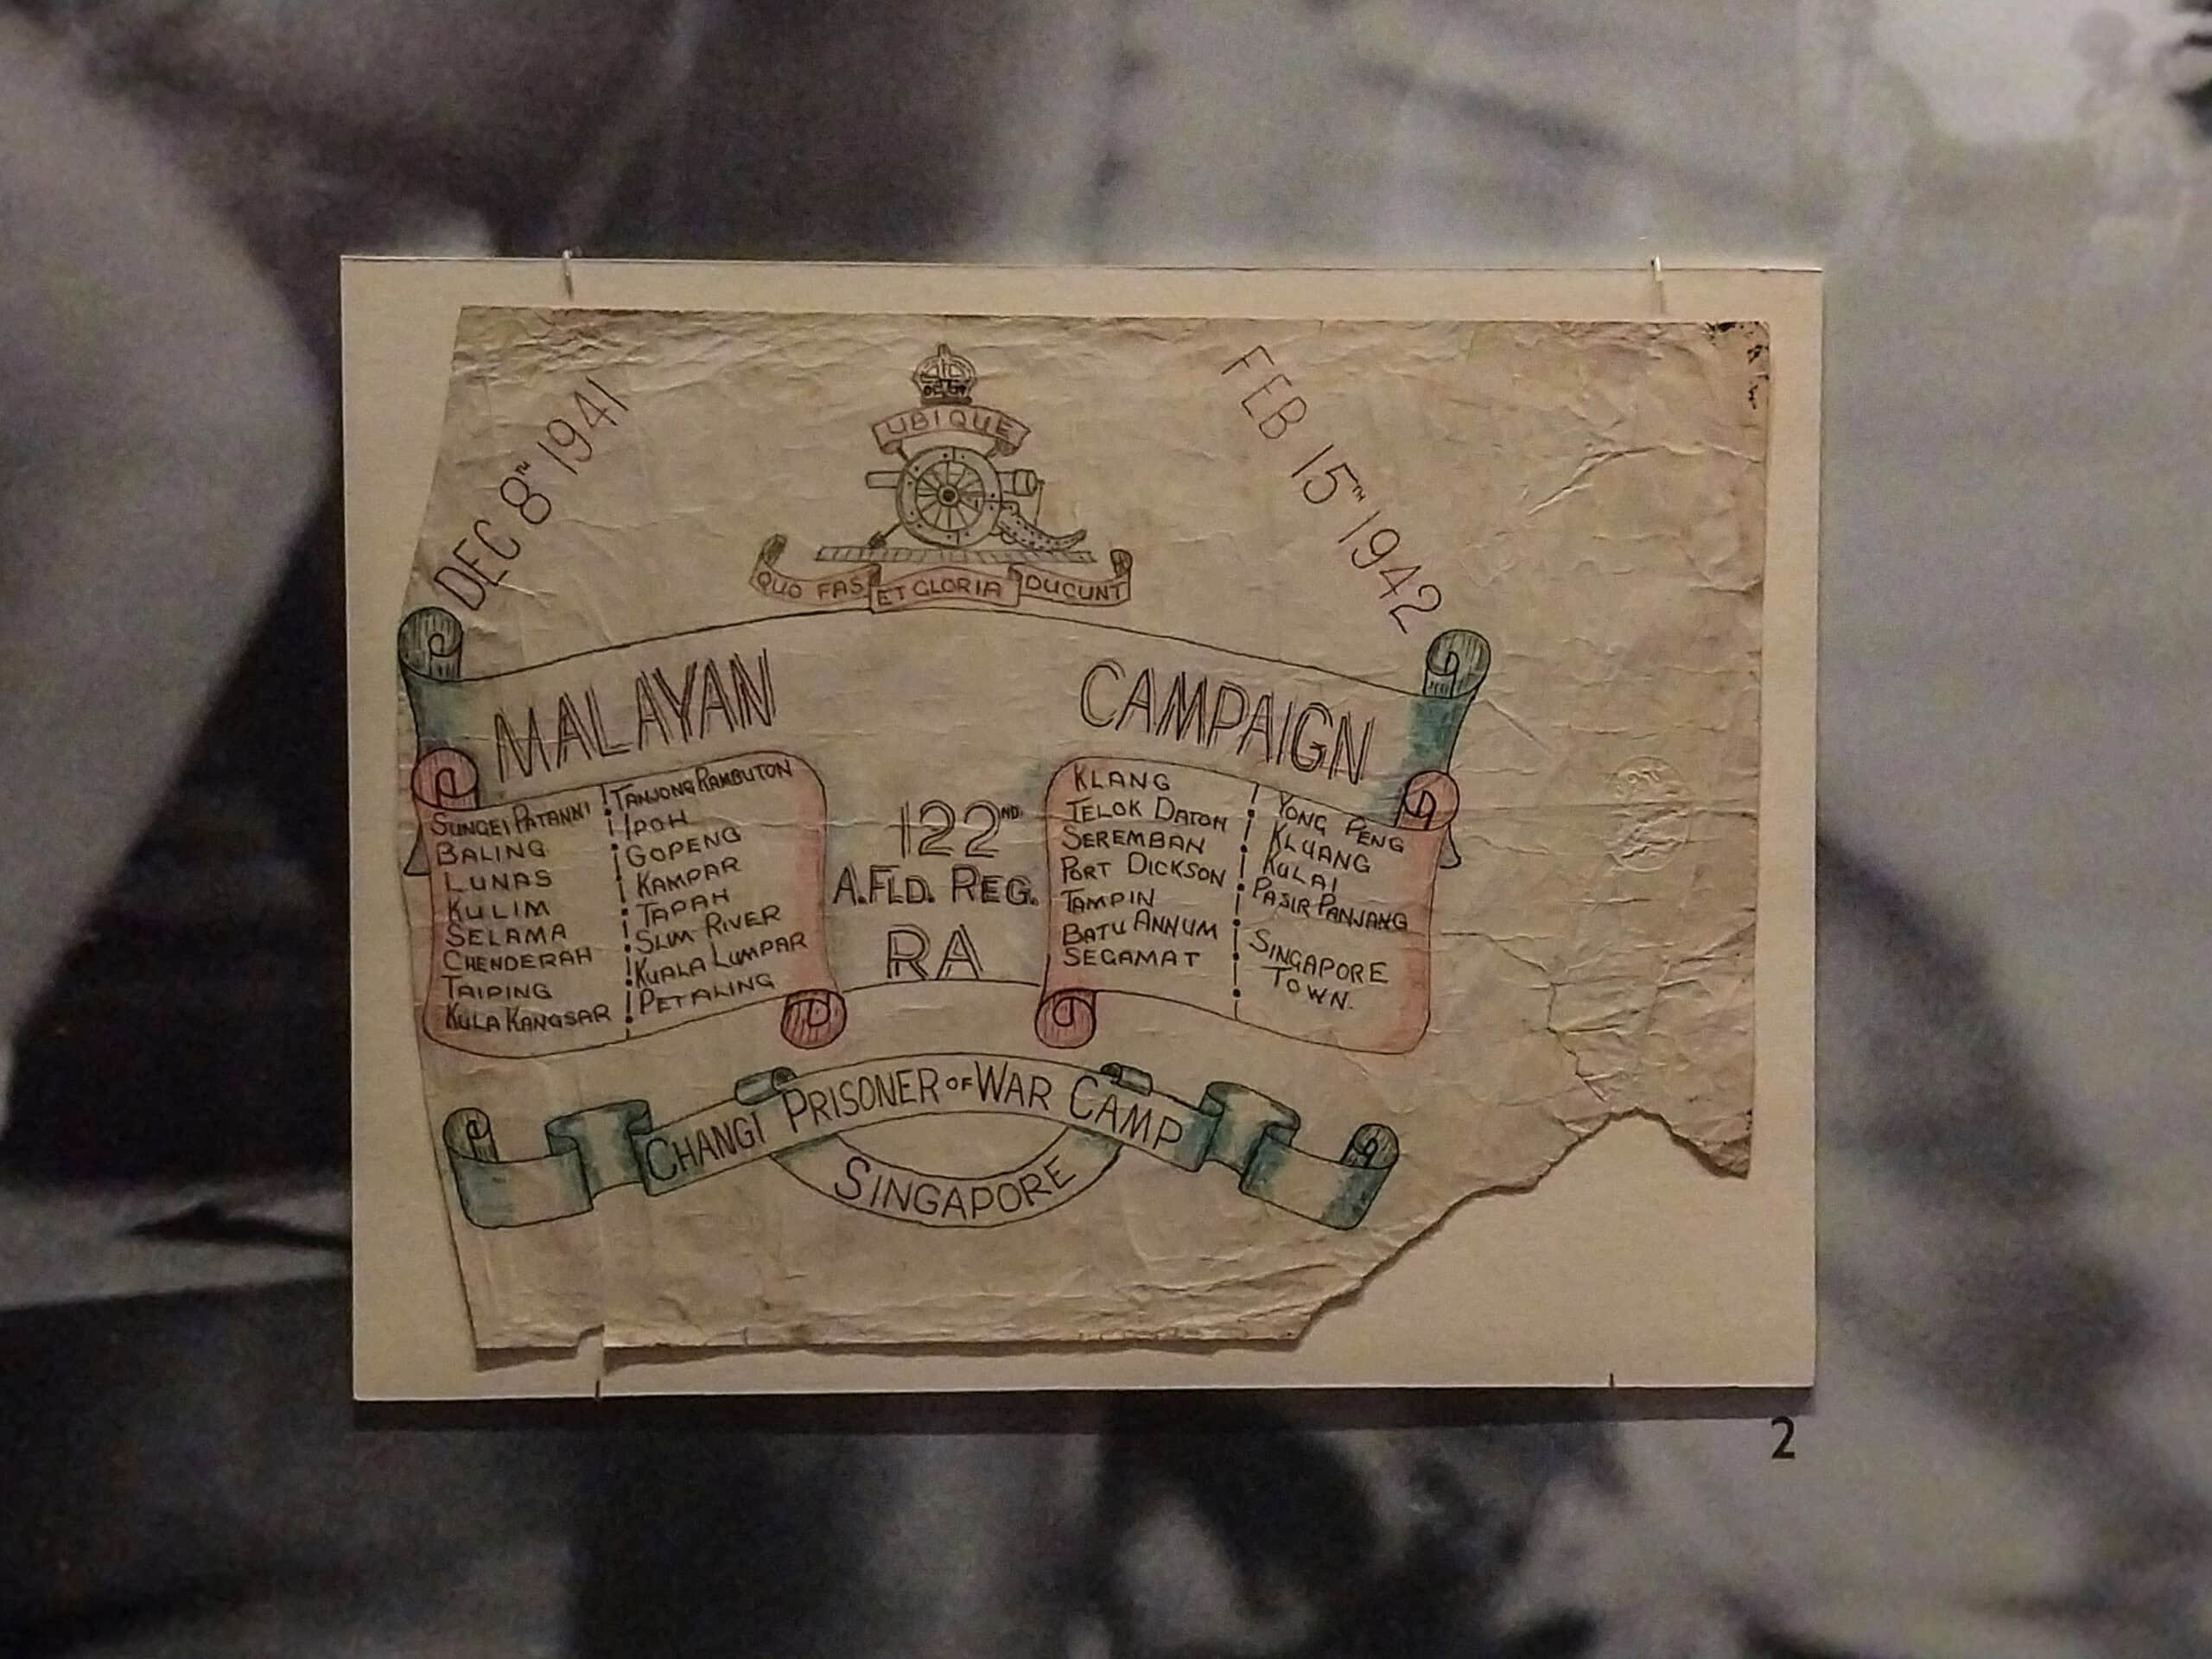 DEC 8TH 1941
FEB 15TH 1942
UBIQUE
QUO FAS ET GLORIA DUCUNT
MALAYAN CAMPAIGN
SUNGEI PATANNI
BALING
LUNAS
KULIM
SELAMA
CHENDERAH
TAIPING
KULA KANGSAR
TANJONG RAMBUTON
IPOH
GOPENG
KAMPAR
TAPAH
SLIM RIVER
KUALA LUMPAR
PETALING
122ND
A.FLD. REG.
RA
KLANG
TELOK DATOH
SEREMBAN
PORT DICKSON
TAMPIN
BATU ANNUM
SEGAMAT
YONG PENG
KLUANG
KULAI
PASIR PANJANG
SINGAPORE
TOWN.
CHANGI PRISONER OF WAR CAMP
SINGAPORE
2